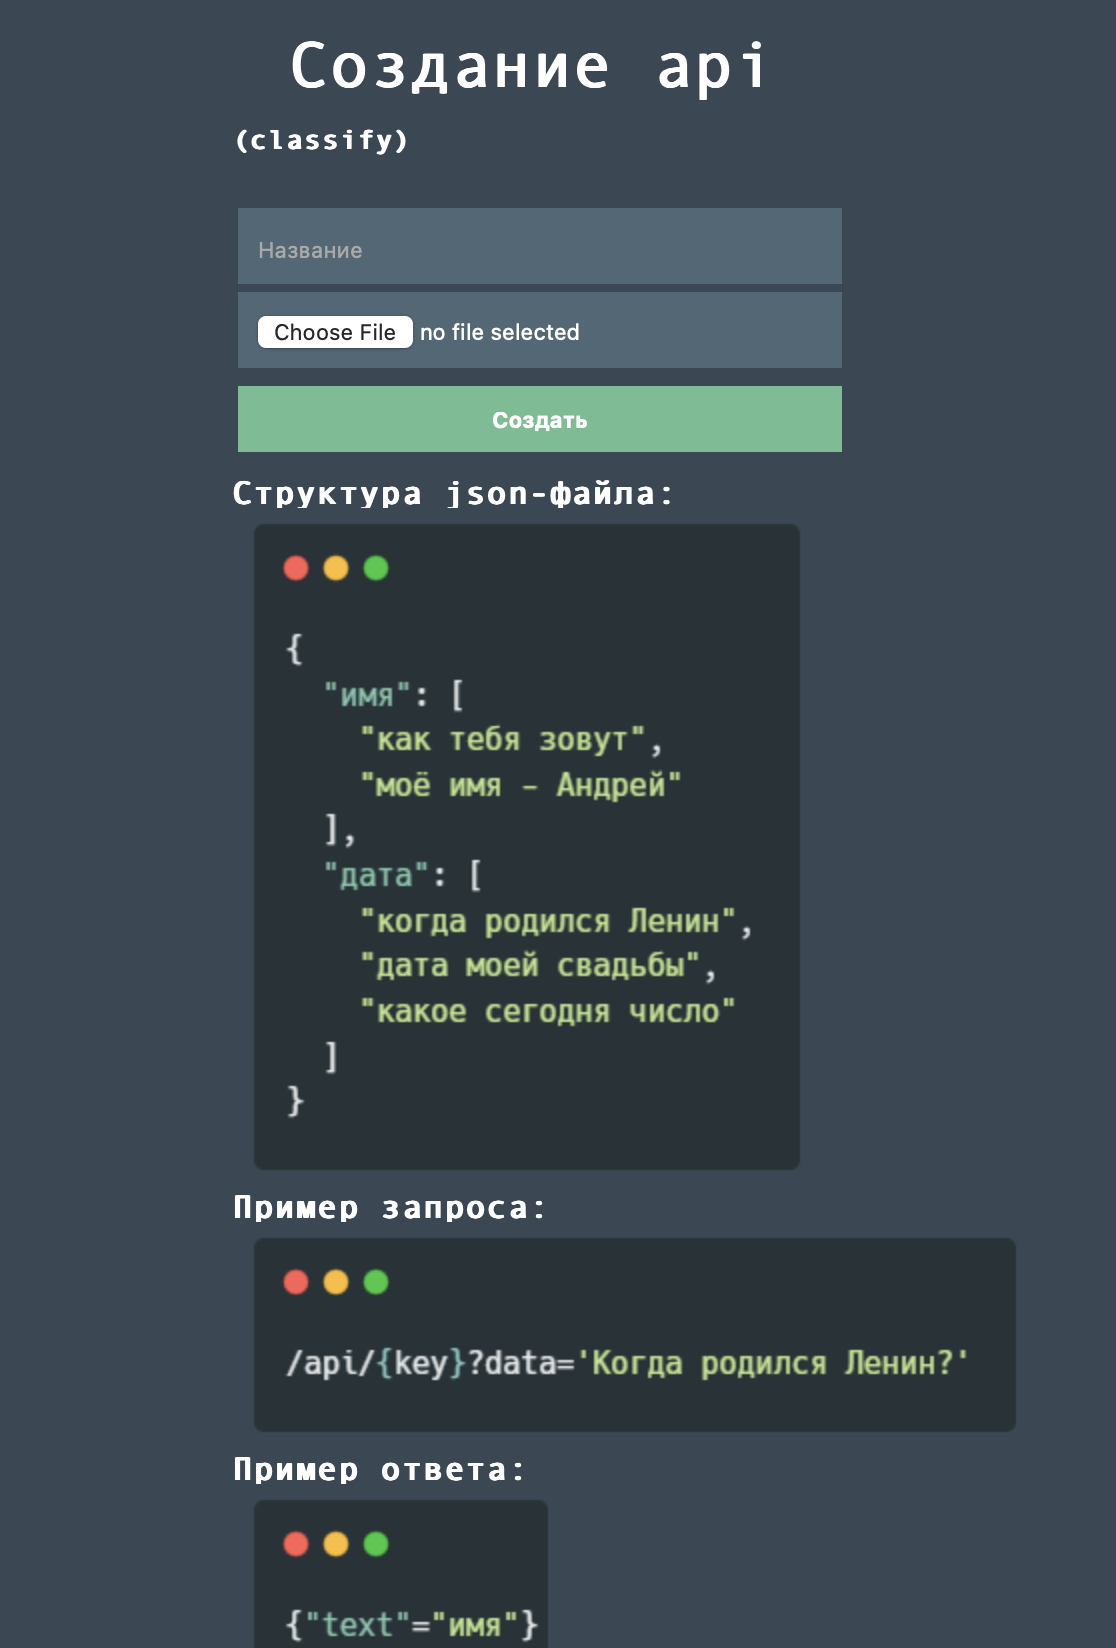 Создание api
(classify)
Название
Choose File no file selected
Создать
Структура json-файла:
{
"имя": [
"как тебя зовут",
"моё имя - Андрей"
],
"дата": [
"когда родился Ленин",
"дата моей свадьбы",
"какое сегодня число"
]
}
Пример запроса:
/api/{key}?data='Когда родился Ленин?'
Пример ответа:
{"text"="имя"}